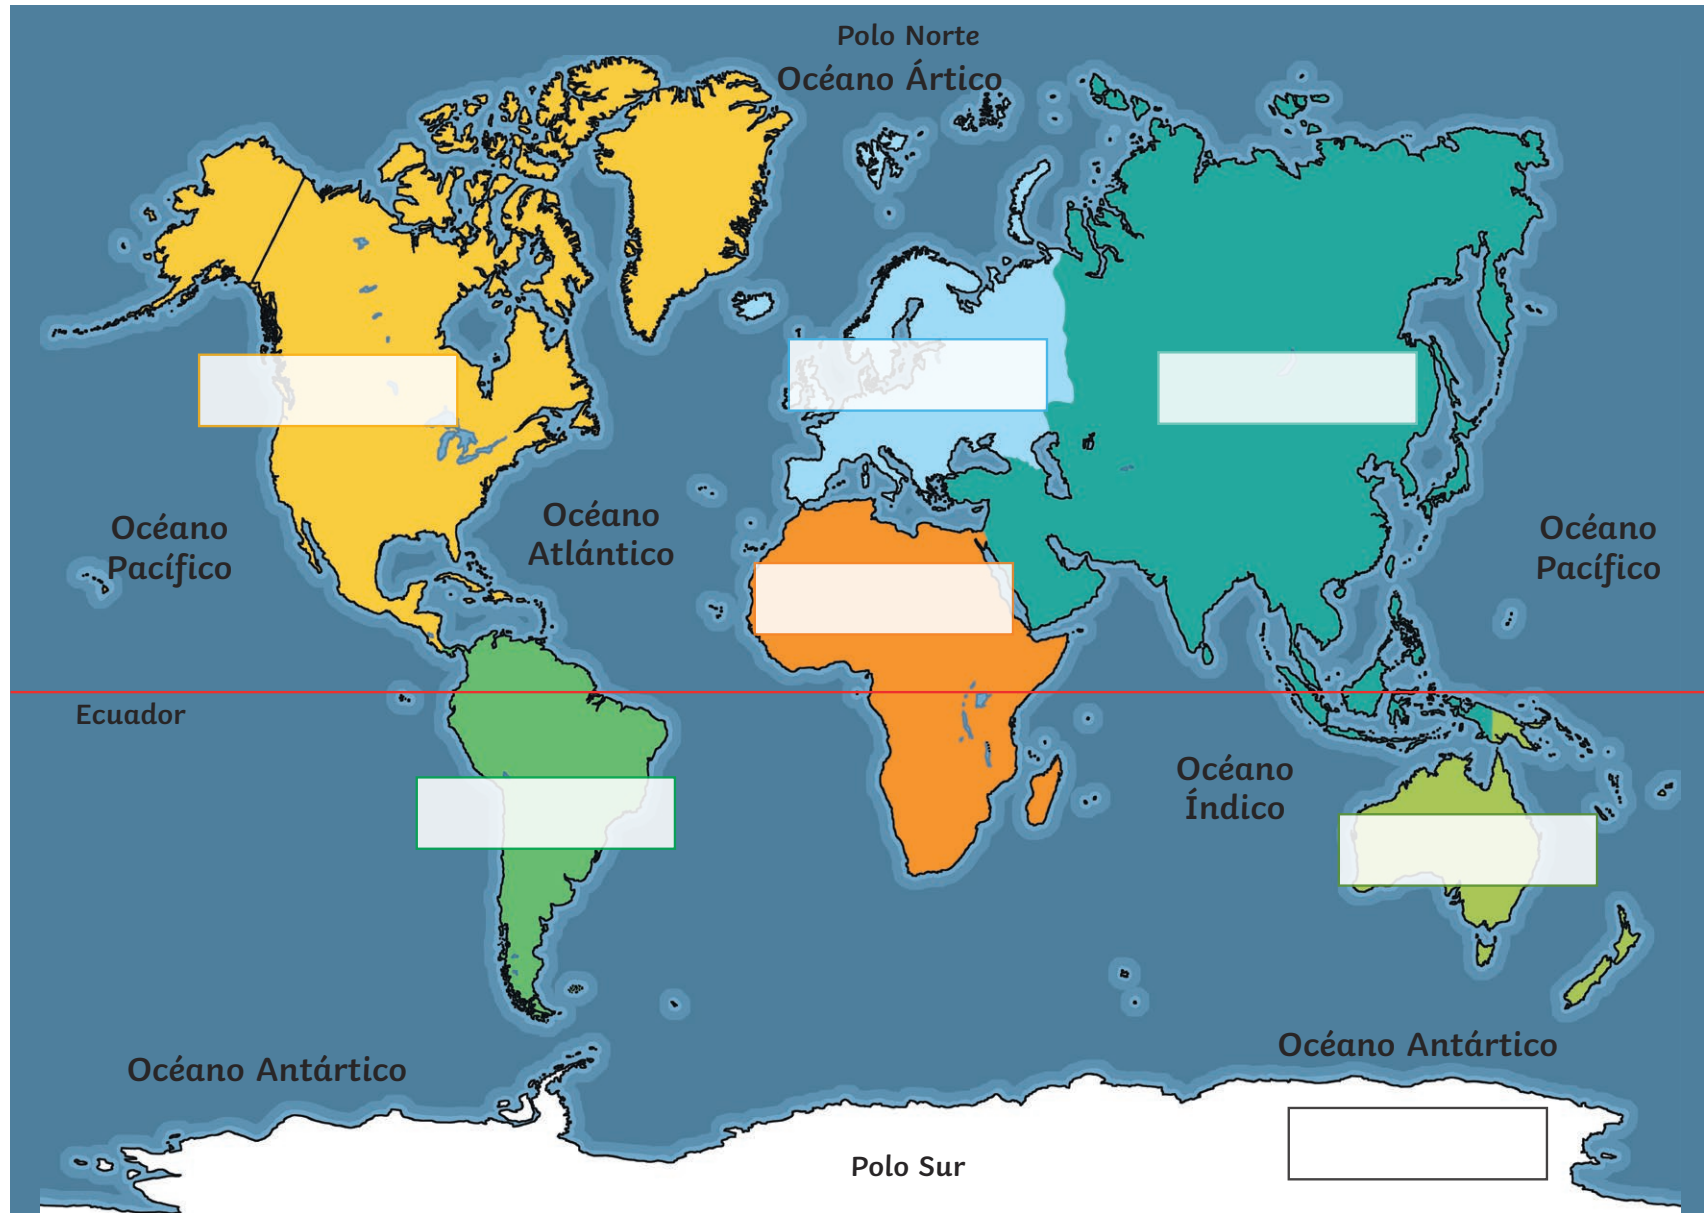 Polo Norte
Océano Ártico
Océano
Pacífico
Océano
Atlántico
Océano
Pacífico
Ecuador
Océano
Índico
Océano Antártico
Océano Antártico
Polo Sur